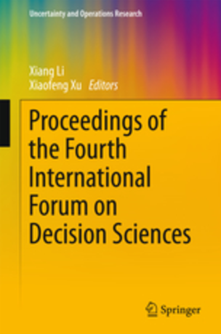 Uncertainty and Operations Research
Xiang Li
Xiaofeng Xu Editors
Proceedings of
the Fourth
International
Forum on
Decision Sciences
Springer